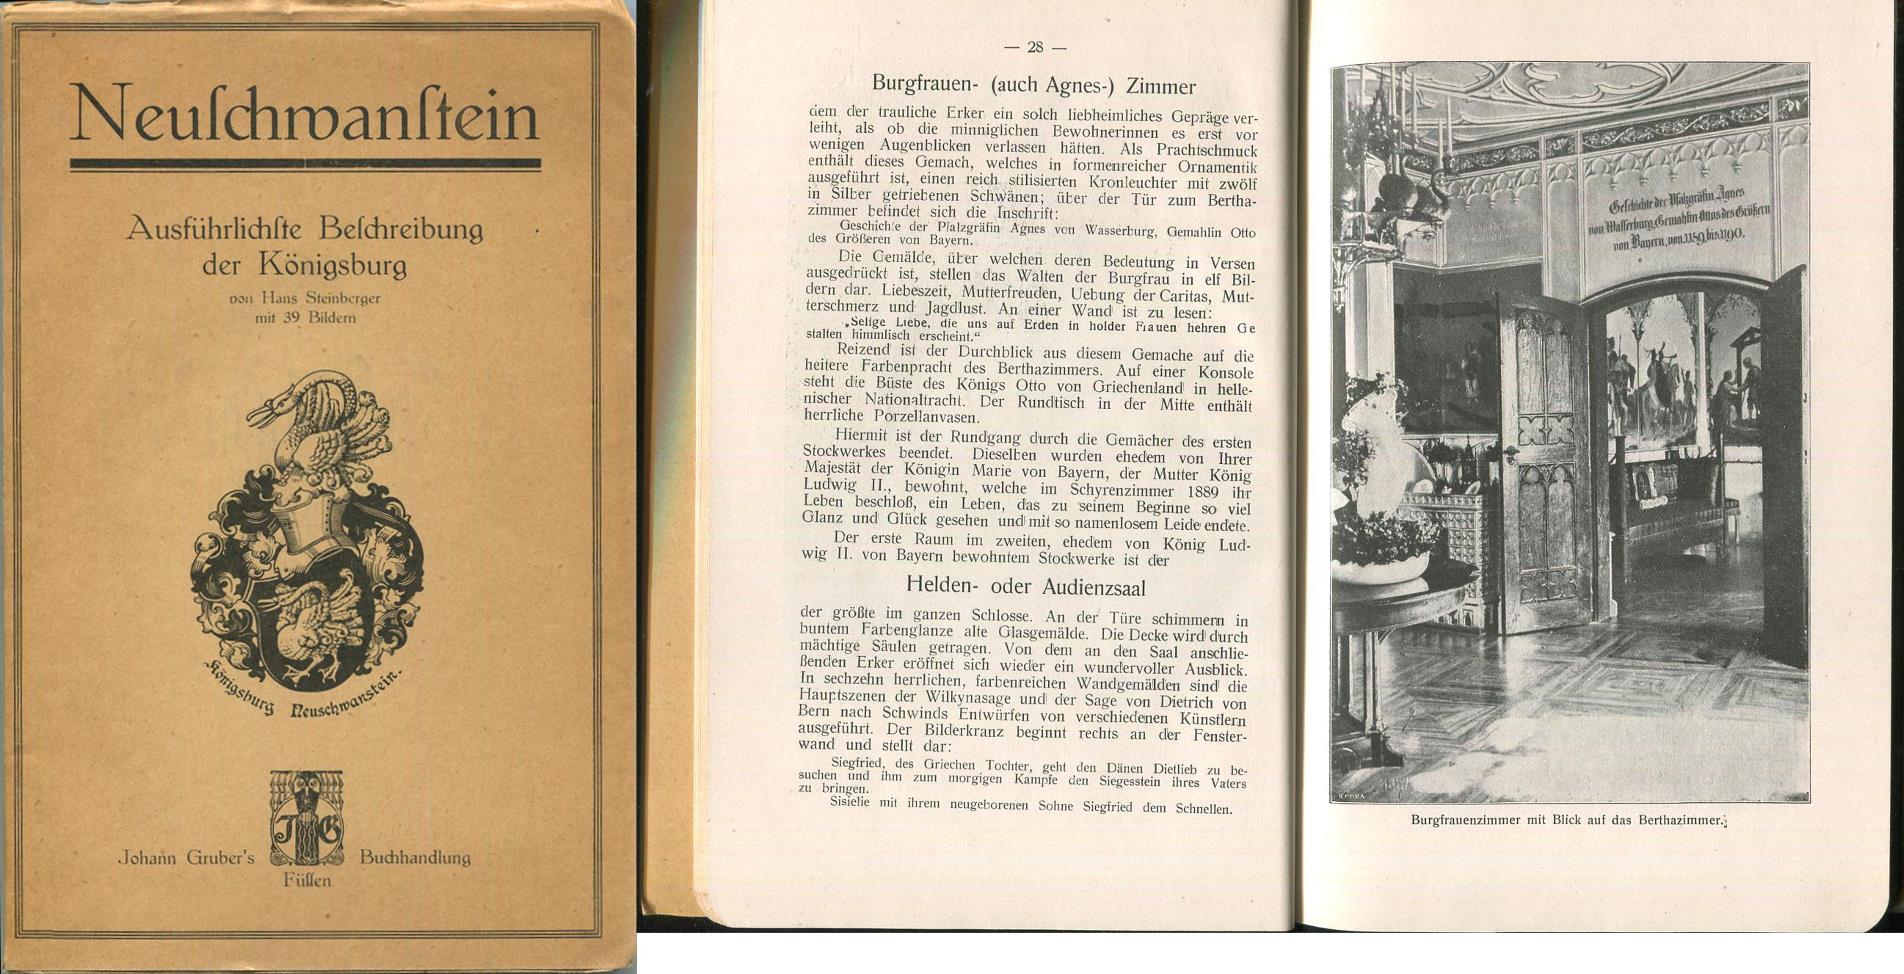 Neuſchwanſtein
Ausführlichſte Beſchreibung
der Königsburg
von Hans Steinberger
mit 39 Bildern
Königsburg Neuschwanstein.
J G
Johann Gruber's Buchhandlung
Füſſen
— 28 —
Burgfrauen- (auch Agnes-) Zimmer
dem der trauliche Erker ein solch liebheimliches Gepräge ver-
leiht, als ob die minniglichen Bewohnerinnen es erst vor
wenigen Augenblicken verlassen hätten. Als Prachtschmuck
enthält dieses Gemach, welches in formenreicher Ornamentik
ausgeführt ist, einen reich stilisierten Kronleuchter mit zwölf
in Silber getriebenen Schwänen; über der Tür zum Bertha-
zimmer befindet sich die Inschrift:
Geschichte der Pfalzgräfin Agnes von Wasserburg, Gemahlin Otto
des Größeren von Bayern.
Die Gemälde, über welchen deren Bedeutung in Versen
ausgedrückt ist, stellen das Walten der Burgfrau in elf Bil-
dern dar. Liebeszeit, Mutterfreuden, Uebung der Caritas, Mut-
terschmerz und Jagdlust. An einer Wand ist zu lesen:
„Selige Liebe, die uns auf Erden in holder Frauen hehren Ge
stalten himmlisch erscheint.“
Reizend ist der Durchblick aus diesem Gemache auf die
heitere Farbenpracht des Berthazimmers. Auf einer Konsole
steht die Büste des Königs Otto von Griechenland in helle-
nischer Nationaltracht. Der Rundtisch in der Mitte enthält
herrliche Porzellanvasen.
Hiermit ist der Rundgang durch die Gemächer des ersten
Stockwerkes beendet. Dieselben wurden ehedem von Ihrer
Majestät der Königin Marie von Bayern, der Mutter König
Ludwig II., bewohnt, welche im Schyrenzimmer 1889 ihr
Leben beschloß, ein Leben, das zu seinem Beginne so viel
Glanz und Glück gesehen und mit so namenlosem Leide endete.
Der erste Raum im zweiten, ehedem von König Lud-
wig II. von Bayern bewohntem Stockwerke ist der
Helden- oder Audienzsaal
der größte im ganzen Schlosse. An der Türe schimmern in
buntem Farbenglanze alte Glasgemälde. Die Decke wird durch
mächtige Säulen getragen. Von dem an den Saal anschlie-
ßenden Erker eröffnet sich wieder ein wundervoller Ausblick.
In sechzehn herrlichen, farbenreichen Wandgemälden sind die
Hauptszenen der Wilkynasage und der Sage von Dietrich von
Bern nach Schwinds Entwürfen von verschiedenen Künstlern
ausgeführt. Der Bilderkranz beginnt rechts an der Fenster-
wand und stellt dar:
Siegfried, des Griechen Tochter, geht den Dänen Dietlieb zu be-
suchen und ihm zum morgigen Kampfe den Siegesstein ihres Vaters
zu bringen.
Sisielie mit ihrem neugeborenen Sohne Siegfried dem Schnellen.
Geschichte der Pfalzgräfin Agnes
von Wasserburg, Gemahlin Ottos des Größern
von Bayern, von 1159 bis 1190.
Burgfrauenzimmer mit Blick auf das Berthazimmer.